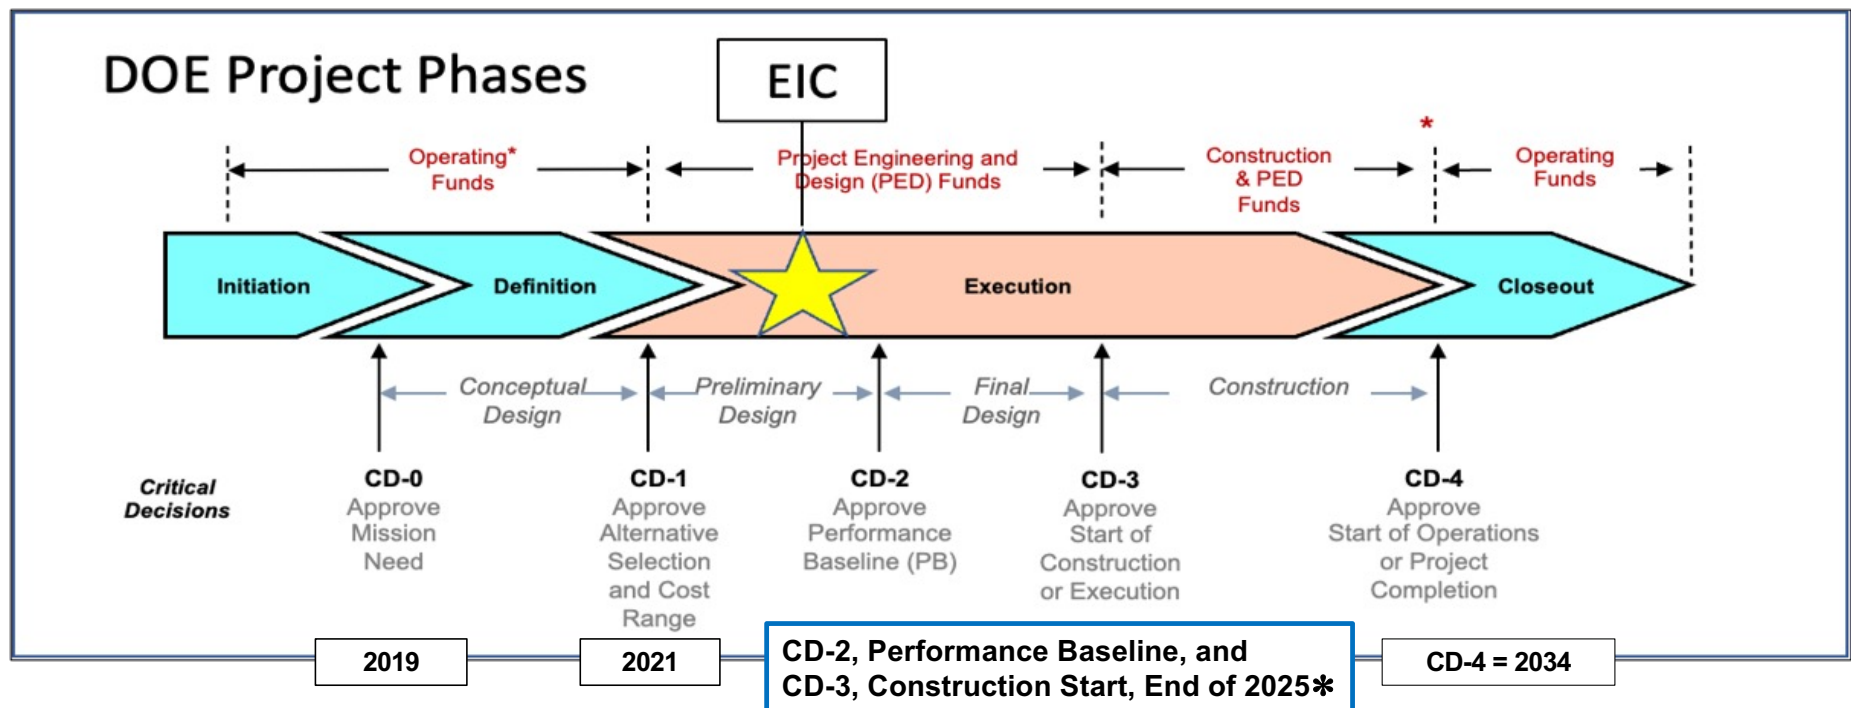 DOE Project Phases
EIC
*
Operating*
Funds
Project Engineering and
Design (PED) Funds
Construction
& PED
Funds
Operating
Funds
Initiation
Definition
Execution
Closeout
Conceptual
Design
Preliminary
Design
Final
Design
Construction
Critical
Decisions
CD-0
Approve
Mission
Need
CD-1
Approve
Alternative
Selection
and Cost
Range
CD-2
Approve
Performance
Baseline (PB)
CD-3
Approve
Start of
Construction
or Execution
CD-4
Approve
Start of Operations
or Project
Completion
2019
2021
CD-2, Performance Baseline, and
CD-3, Construction Start, End of 2025*
CD-4 = 2034